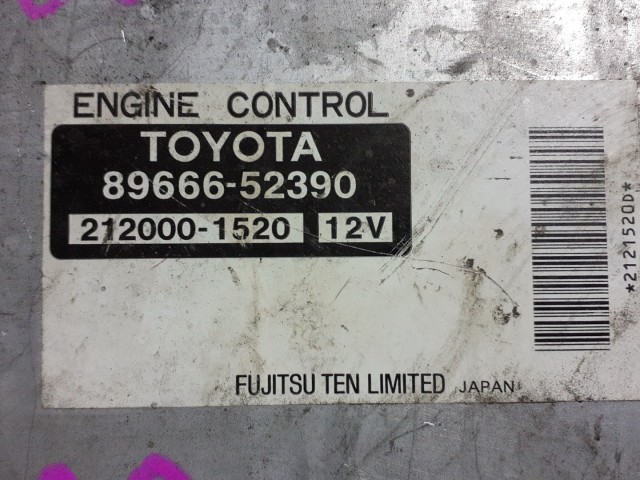 ENGINE CONTROL
TOYOTA
89666-52390
212000-1520 12V
*2121520D*
FUJITSU TEN LIMITED JAPAN